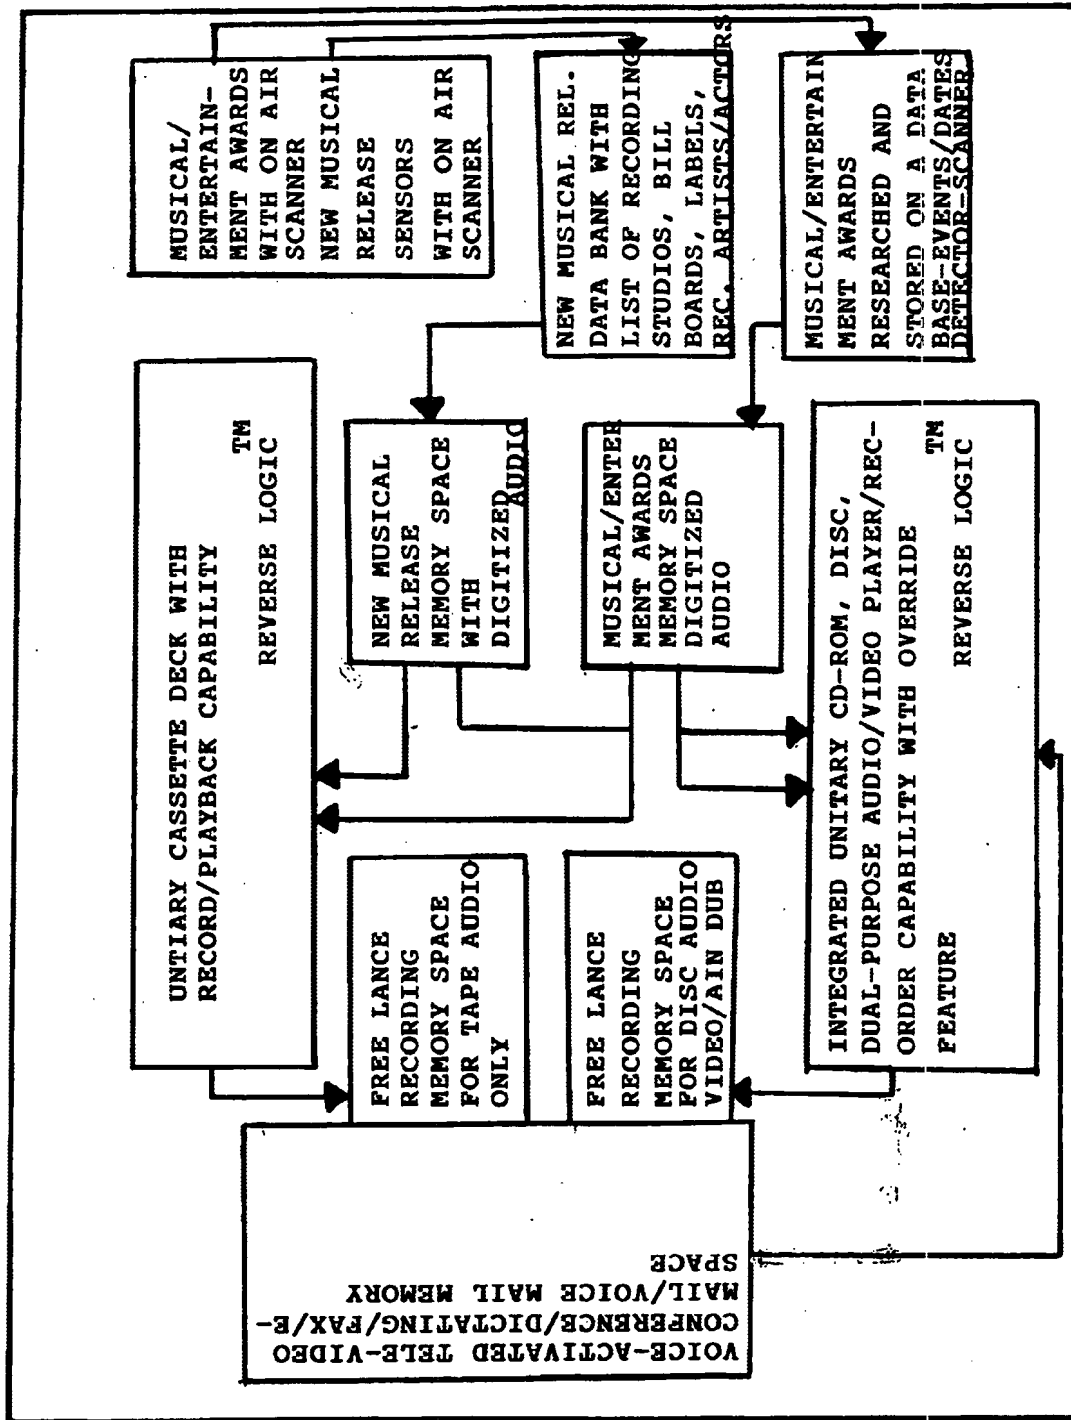 UNTIARY CASSETTE DECK WITH
RECORD/PLAYBACK CAPABILITY
TM
REVERSE LOGIC
MUSICAL/
ENTERTAIN-
MENT AWARDS
WITH ON AIR
SCANNER
NEW MUSICAL
RELEASE
SENSORS
WITH ON AIR
SCANNER
FREE LANCE
RECORDING
MEMORY SPACE
FOR TAPE AUDIO
ONLY
NEW MUSICAL
RELEASE
MEMORY SPACE
WITH
DIGITIZED
AUDIO
NEW MUSICAL REL.
DATA BANK WITH
LIST OF RECORDING
STUDIOS, BILL
BOARDS, LABELS,
REC. ARTISTS/ACTORS
VOICE-ACTIVATED TELE-VIDEO
CONFERENCE/DICTATING/FAX/E-
MAIL/VOICE MAIL MEMORY
SPACE
FREE LANCE
RECORDING
MEMORY SPACE
FOR DISC AUDIO
VIDEO/AIN DUB
MUSICAL/ENTER
MENT AWARDS
MEMORY SPACE
DIGITIZED
AUDIO
MUSICAL/ENTERTAIN
MENT AWARDS
RESEARCHED AND
STORED ON A DATA
BASE-EVENTS/DATES
DETECTOR-SCANNER
INTEGRATED UNITARY CD-ROM, DISC,
DUAL-PURPOSE AUDIO/VIDEO PLAYER/REC-
ORDER CAPABILITY WITH OVERRIDE
TM
FEATURE REVERSE LOGIC